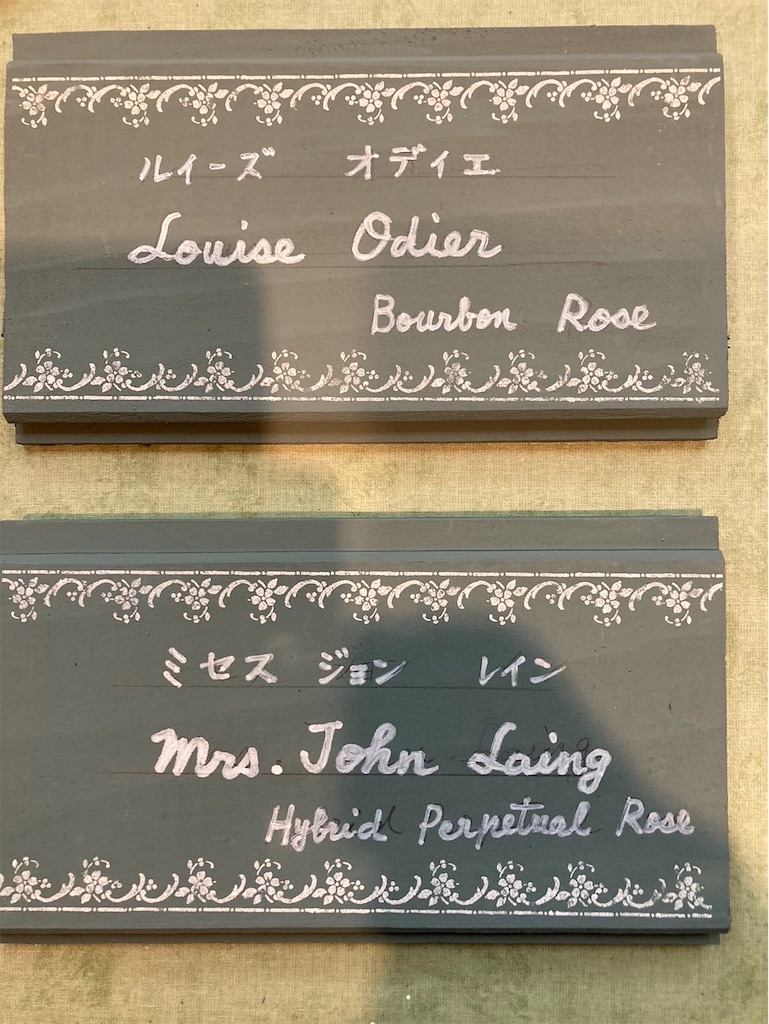 ルイーズ オディエ
Louise Odier
Bourbon Rose
ミセス ジョン レイン
Mrs. John Laing
Hybrid Perpetual Rose